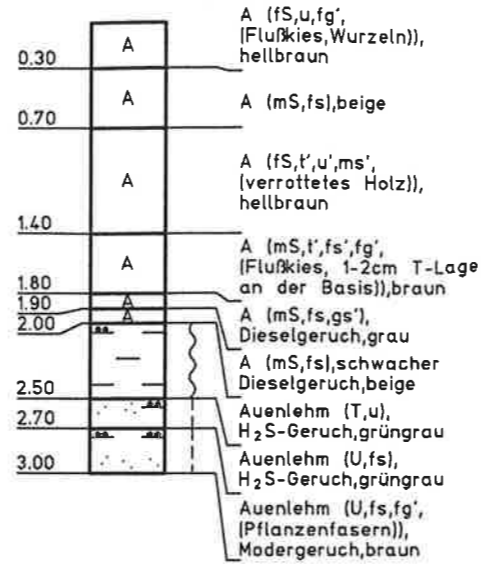 A (fS,u,fg',
(Flußkies,Wurzeln)),
hellbraun
A
0.30
A
A (mS,fs),beige
0.70
A (fS,t',u',ms',
(verrottetes Holz)),
hellbraun
A
1.40
A (mS,t',fs',fg',
(Flußkies, 1-2cm T-Lage
an der Basis)),braun
A
1.80
A
1.90
A (mS,fs,gs'),
Dieselgeruch,grau
A
2.00
A (mS,fs),schwacher
Dieselgeruch,beige
2.50
Auenlehm (T,u),
H₂S-Geruch,grüngrau
2.70
Auenlehm (U,fs),
H₂S-Geruch,grüngrau
3.00
Auenlehm (U,fs,fg',
(Pflanzenfasern)),
Modergeruch,braun